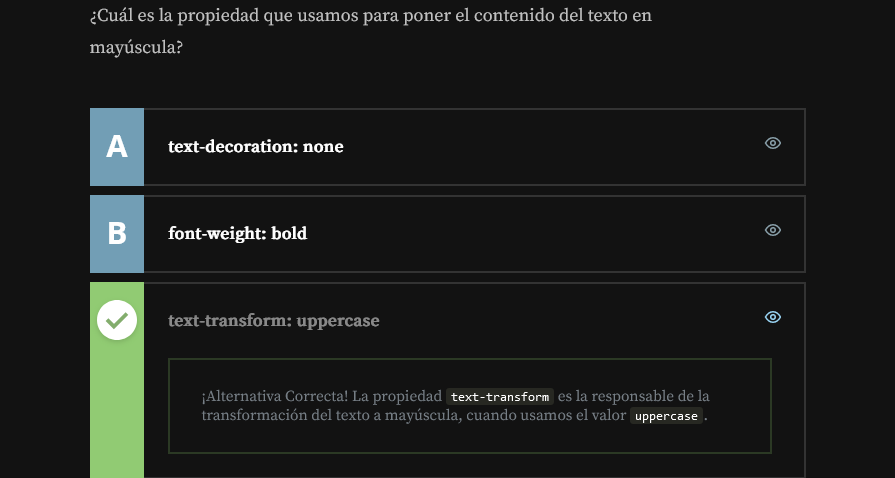 ¿Cuál es la propiedad que usamos para poner el contenido del texto en
mayúscula?
A
text-decoration: none
B
font-weight: bold
text-transform: uppercase
¡Alternativa Correcta! La propiedad text-transform es la responsable de la
transformación del texto a mayúscula, cuando usamos el valor uppercase.